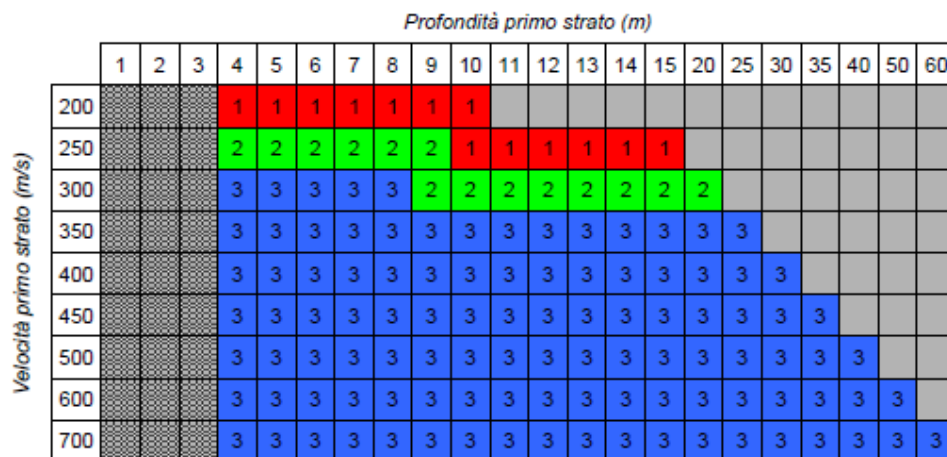 Profondità primo strato (m)
1 2 3 4 5 6 7 8 9 10 11 12 13 14 15 20 25 30 35 40 50 60
Velocità primo strato (m/s)
200 1 1 1 1 1 1 1
250 2 2 2 2 2 2 1 1 1 1 1 1
300 3 3 3 3 3 2 2 2 2 2 2 2 2
350 3 3 3 3 3 3 3 3 3 3 3 3 3 3
400 3 3 3 3 3 3 3 3 3 3 3 3 3 3 3
450 3 3 3 3 3 3 3 3 3 3 3 3 3 3 3 3
500 3 3 3 3 3 3 3 3 3 3 3 3 3 3 3 3 3
600 3 3 3 3 3 3 3 3 3 3 3 3 3 3 3 3 3 3
700 3 3 3 3 3 3 3 3 3 3 3 3 3 3 3 3 3 3 3